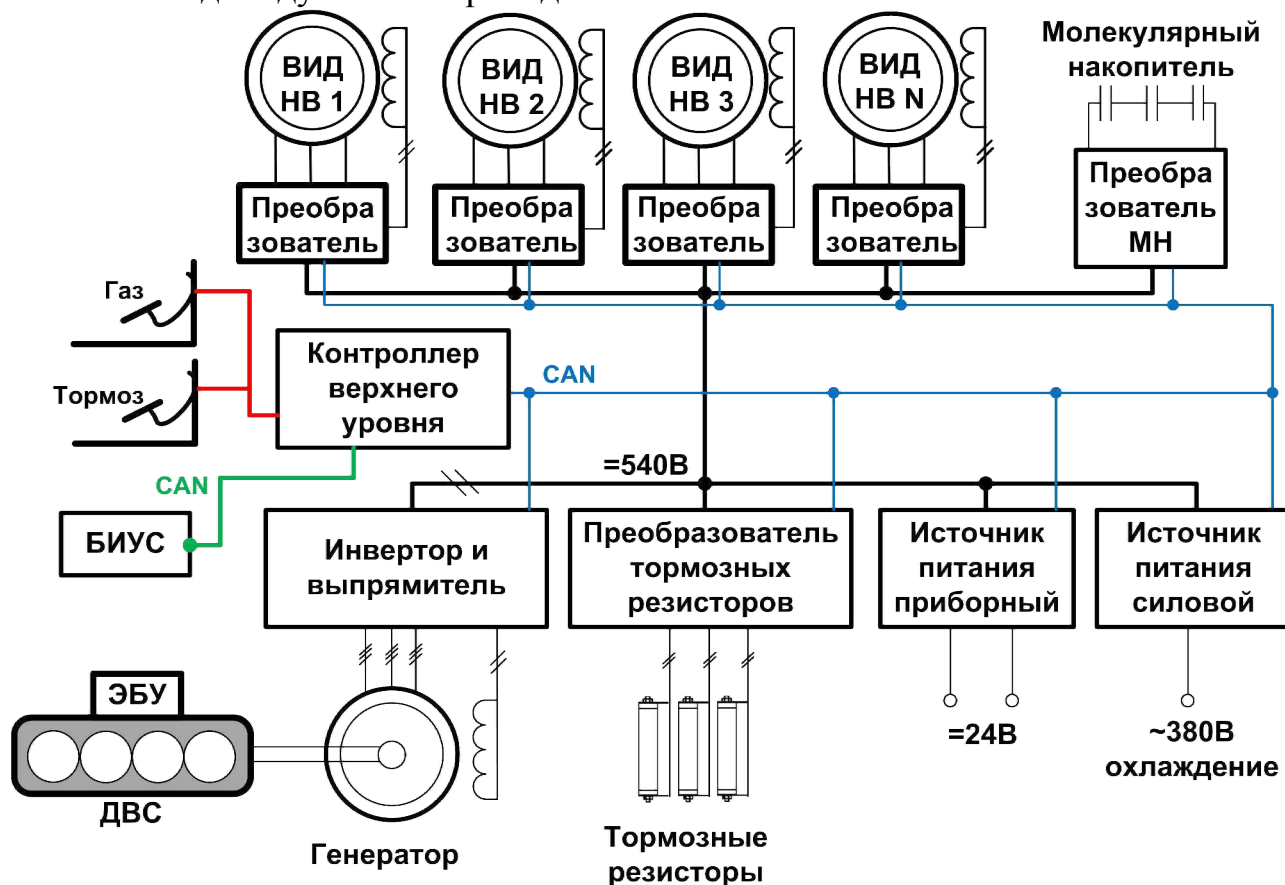 ВИД
НВ 1
ВИД
НВ 2
ВИД
НВ 3
ВИД
НВ N
Молекулярный
накопитель
Преобра
зователь
Преобра
зователь
Преобра
зователь
Преобра
зователь
Преобра
зователь
МН
Газ
Тормоз
Контроллер
верхнего
уровня
CAN
CAN
=540В
БИУС
Инвертор и
выпрямитель
Преобразователь
тормозных
резисторов
Источник
питания
приборный
Источник
питания
силовой
ЭБУ
ДВС
Генератор
Тормозные
резисторы
=24В
~380В
охлаждение